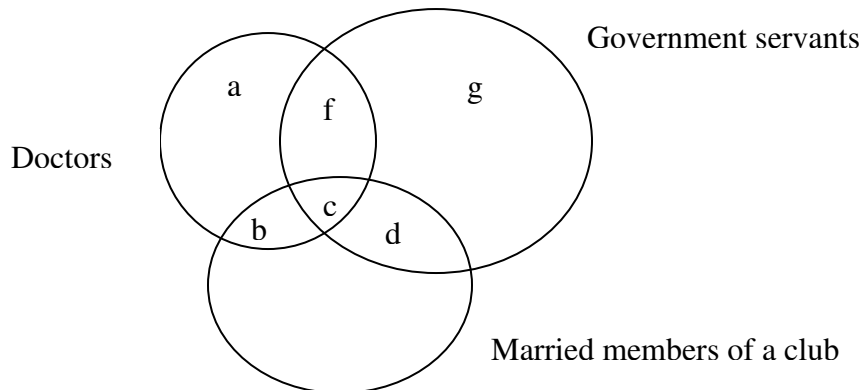 Government servants
a
g
f
Doctors
c
b
d
Married members of a club